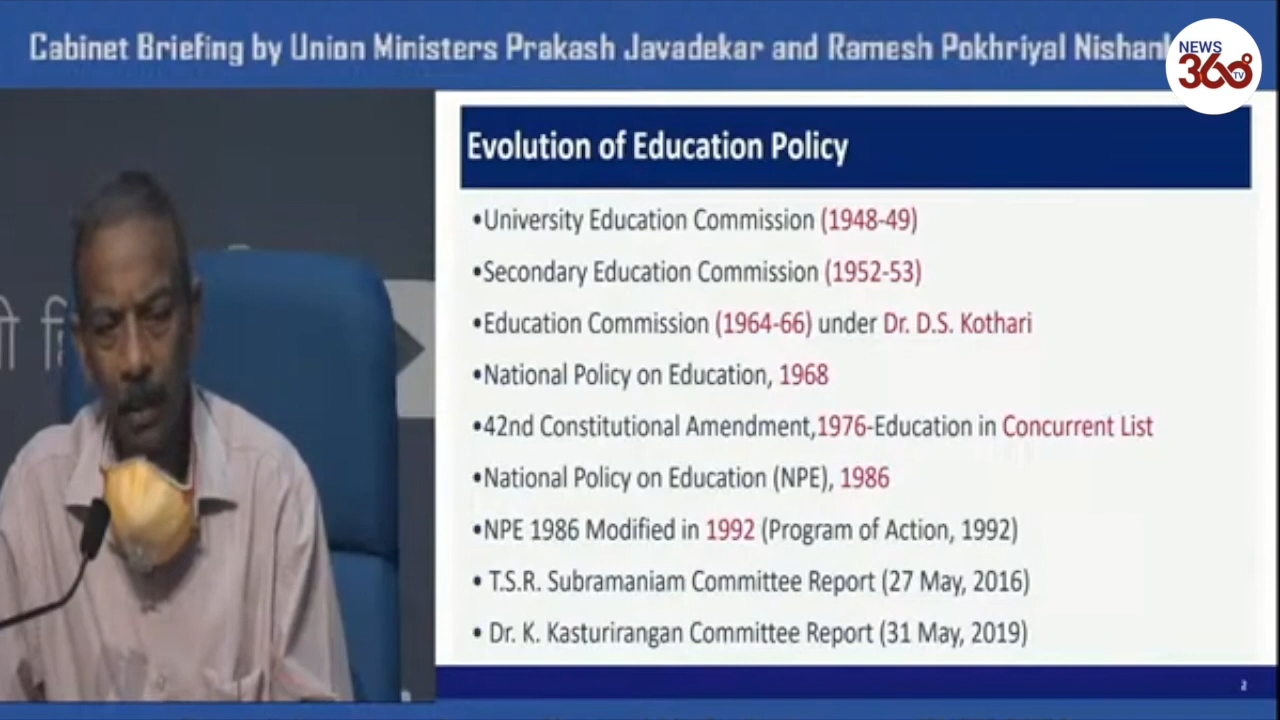 Cabinet Briefing by Union Ministers Prakash Javadekar and Ramesh Pokhriyal Nishank
NEWS
360
TV
Evolution of Education Policy
•University Education Commission (1948-49)
•Secondary Education Commission (1952-53)
•Education Commission (1964-66) under Dr. D.S. Kothari
•National Policy on Education, 1968
•42nd Constitutional Amendment,1976-Education in Concurrent List
•National Policy on Education (NPE), 1986
•NPE 1986 Modified in 1992 (Program of Action, 1992)
• T.S.R. Subramaniam Committee Report (27 May, 2016)
• Dr. K. Kasturirangan Committee Report (31 May, 2019)
2